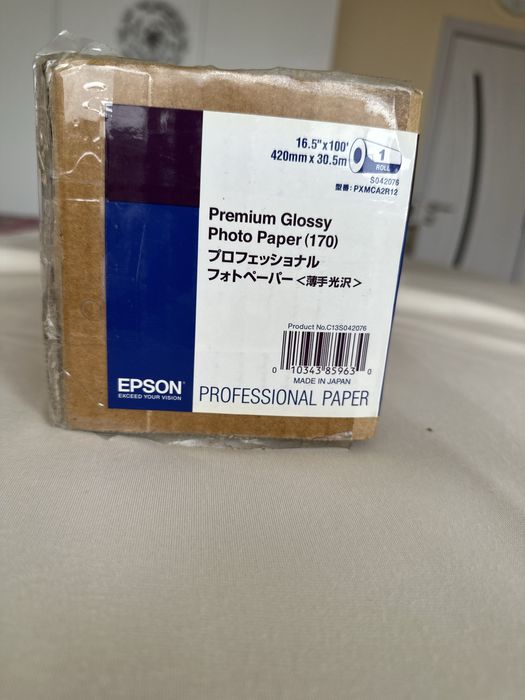 16.5"x100'
420mm x 30.5m
1
ROLL
S042076
型番: PXMCA2R12
Premium Glossy
Photo Paper (170)
プロフェッショナル
フォトペーパー＜薄手光沢＞
Product No.C13S042076
0 10343 85963 0
MADE IN JAPAN
EPSON
EXCEED YOUR VISION
PROFESSIONAL PAPER